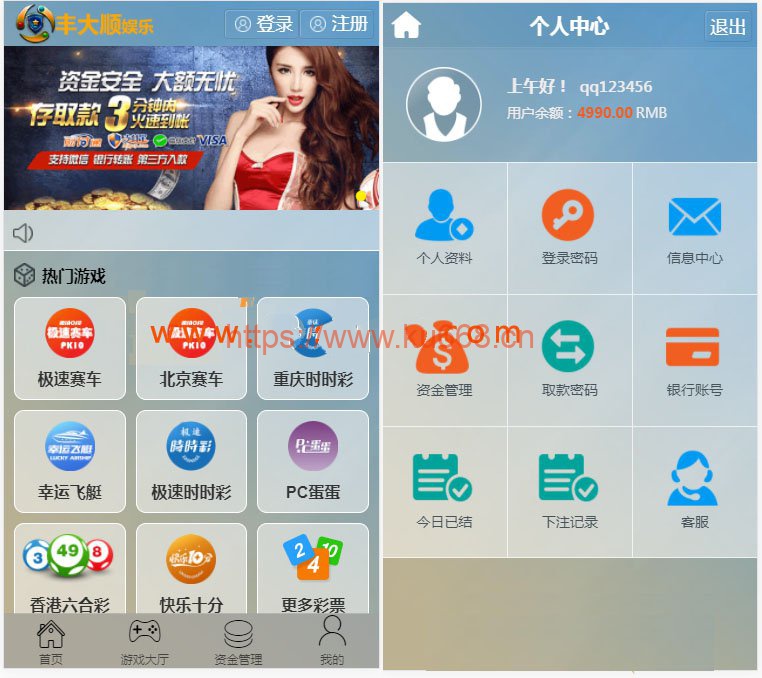 丰大顺娱乐
登录
注册
资金安全 大额无忧
存取款 3 分钟内
火速到帐
VISA
支持微信 银行转账 第三方入款
热门游戏
极速赛车
PK10
极速赛车
PK10
北京赛车
重庆时时彩
幸运飞艇
LUCKY AIRSHIP
幸运飞艇
极速
時時彩
极速时时彩
PC蛋蛋
PC蛋蛋
3 49 8
香港六合彩
快乐10分
快乐十分
2 4 10
更多彩票
首页
游戏大厅
资金管理
我的
个人中心
退出
上午好！ qq123456
用户余额：4990.00 RMB
个人资料
登录密码
信息中心
资金管理
取款密码
银行账号
今日已结
下注记录
客服
https://www.ku668.cn